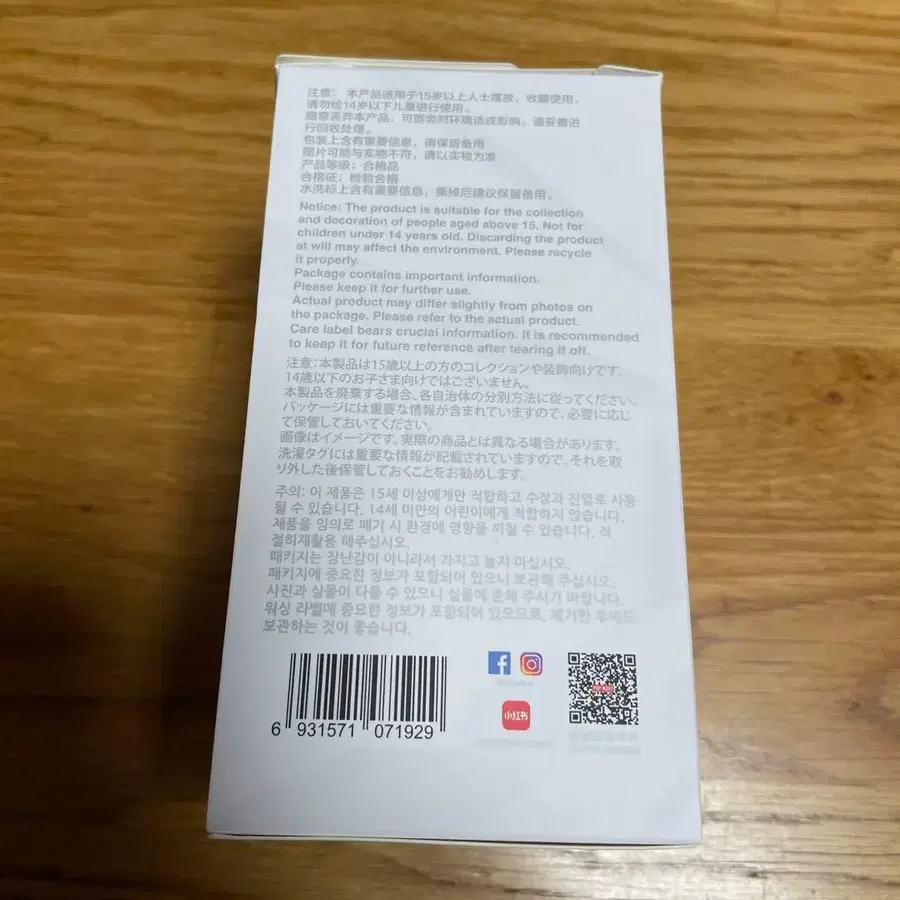 注意：本产品适用于15岁以上人士摆放，收藏使用，
请勿给14岁以下儿童进行使用。
随意丢弃本产品，可能会对环境造成影响，请妥善进
行回收处理。
包装上含有重要信息，请保留备用
图片可能与实物不符，请以实物为准
产品等级：合格品
合格证：检验合格
水洗标上含有重要信息，撕掉后建议保留备用。
Notice: The product is suitable for the collection
and decoration of people aged above 15. Not for
children under 14 years old. Discarding the product
at will may affect the environment. Please recycle
it properly.
Package contains important information.
Please keep it for further use.
Actual product may differ slightly from photos on
the package. Please refer to the actual product.
Care label bears crucial information. It is recommended
to keep it for future reference after tearing it off.
注意：本製品は15歳以上の方のコレクションや装飾向けです。
14歳以下のお子さま向けではございません。
本製品を廃棄する場合、各自治体の分別方法に従ってください。
パッケージには重要な情報が含まれていますので、必要に応じ
て保管しておいてください。
画像はイメージです。実際の商品とは異なる場合があります。
洗濯タグには重要な情報が記載されていますので、それを取
り外した後保管しておくことをお勧めします。
주의: 이 제품은 15세 이상에게만 적합하고 수장과 진열로 사용
될 수 있습니다. 14세 미만의 어린이에게 적합하지 않습니다.
제품을 임의로 폐기 시 환경에 영향을 끼칠 수 있습니다. 적
절히재활용 해주십시오.
패키지는 장난감이 아니라서 가지고 놀지 마십시오.
패키지에 중요한 정보가 포함되어 있으니 보관해 주십시오.
사진과 실물이 다를 수 있으니 실물에 준해 주시기 바랍니다.
워싱 라벨에 중요한 정보가 포함되어 있으므로, 제거한 후에도
보관하는 것이 좋습니다.
6 931571 071929
小红书